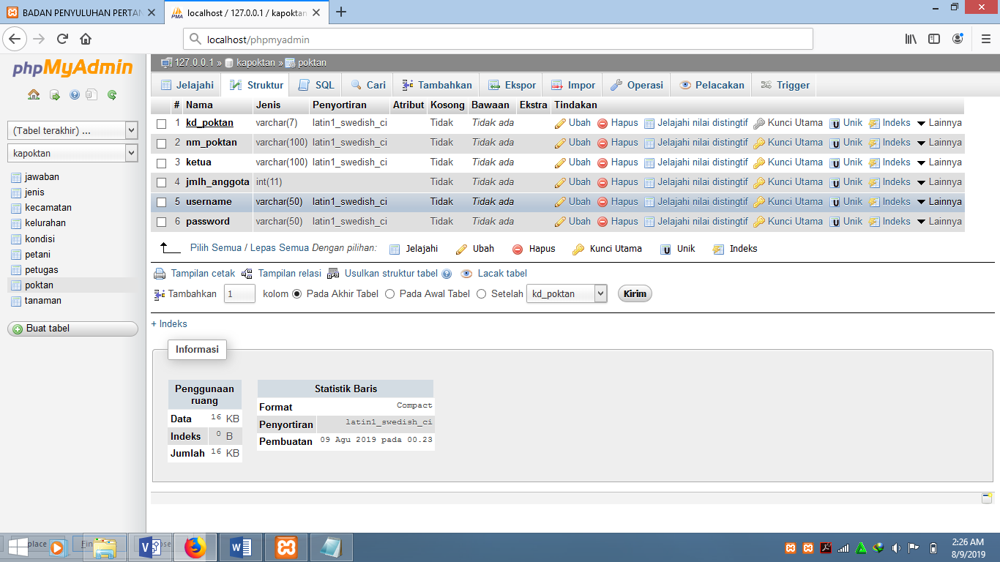 BADAN PENYULUHAN PERTAN
localhost / 127.0.0.1 / kapoktan
localhost/phpmyadmin
phpMyAdmin
(Tabel terakhir) ...
kapoktan
jawaban
jenis
kecamatan
kelurahan
kondisi
petani
petugas
poktan
tanaman
Buat tabel
127.0.0.1 » kapoktan » poktan
Jelajahi Struktur SQL Cari Tambahkan Ekspor Impor Operasi Pelacakan Trigger
# Nama Jenis Penyortiran Atribut Kosong Bawaan Ekstra Tindakan
1 kd_poktan varchar(7) latin1_swedish_ci Tidak Tidak ada Ubah Hapus Jelajahi nilai distingtif Kunci Utama Unik Indeks Lainnya
2 nm_poktan varchar(100) latin1_swedish_ci Tidak Tidak ada Ubah Hapus Jelajahi nilai distingtif Kunci Utama Unik Indeks Lainnya
3 ketua varchar(100) latin1_swedish_ci Tidak Tidak ada Ubah Hapus Jelajahi nilai distingtif Kunci Utama Unik Indeks Lainnya
4 jmlh_anggota int(11) Tidak Tidak ada Ubah Hapus Jelajahi nilai distingtif Kunci Utama Unik Indeks Lainnya
5 username varchar(50) latin1_swedish_ci Tidak Tidak ada Ubah Hapus Jelajahi nilai distingtif Kunci Utama Unik Indeks Lainnya
6 password varchar(50) latin1_swedish_ci Tidak Tidak ada Ubah Hapus Jelajahi nilai distingtif Kunci Utama Unik Indeks Lainnya
Pilih Semua / Lepas Semua Dengan pilihan: Jelajahi Ubah Hapus Kunci Utama Unik Indeks
Tampilan cetak Tampilan relasi Usulkan struktur tabel Lacak tabel
Tambahkan 1 kolom Pada Akhir Tabel Pada Awal Tabel Setelah kd_poktan Kirim
+ Indeks
Informasi
Penggunaan ruang
Data 16 KB
Indeks 0 B
Jumlah 16 KB
Statistik Baris
Format Compact
Penyortiran latin1_swedish_ci
Pembuatan 09 Agu 2019 pada 00.23
2:26 AM
8/9/2019